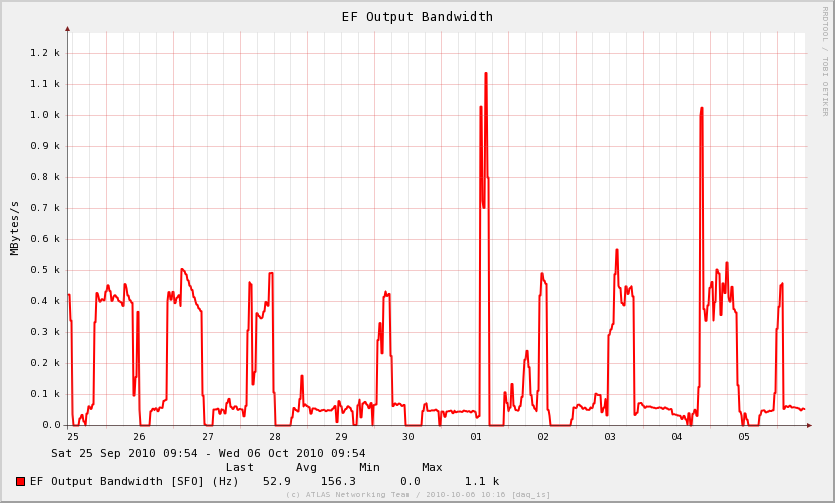 EF Output Bandwidth
RRDTOOL / TOBI OETIKER
MBytes/s
1.2 k
1.1 k
1.0 k
0.9 k
0.8 k
0.7 k
0.6 k
0.5 k
0.4 k
0.3 k
0.2 k
0.1 k
0.0
25 26 27 28 29 30 01 02 03 04 05
Sat 25 Sep 2010 09:54 - Wed 06 Oct 2010 09:54
Last Avg Min Max
EF Output Bandwidth [SFO] (Hz) 52.9 156.3 0.0 1.1 k
(c) ATLAS Networking Team / 2010-10-06 10:16 [daq_is]